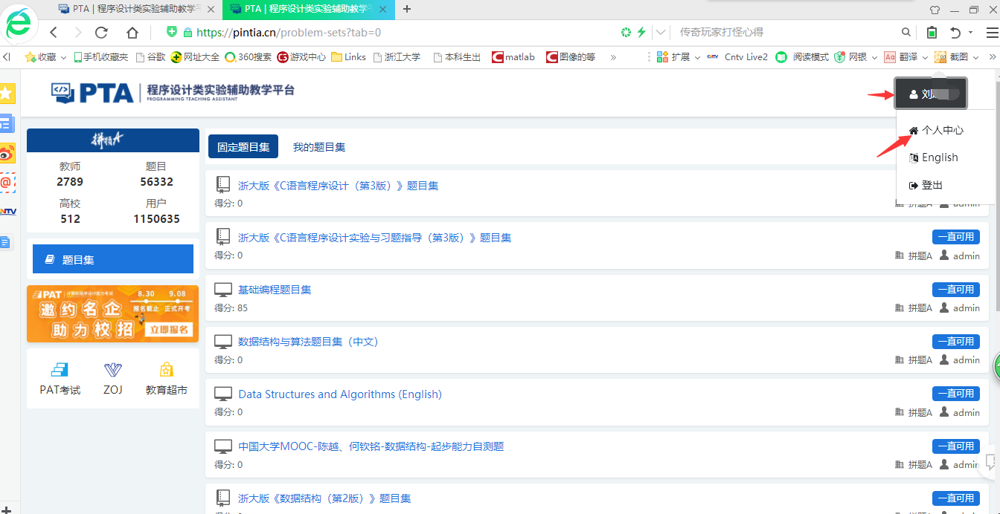 PTA | 程序设计类实验辅助教学
PTA | 程序设计类实验辅助教学
https://pintia.cn/problem-sets?tab=0
传奇玩家打怪心得
收藏 手机收藏夹 谷歌 网址大全 360搜索 游戏中心 Links 浙江大学 本科生出 matlab 图像的等 » 扩展 Cntv Live2 阅读模式 网银 翻译 截图 »
PTA 程序设计类实验辅助教学平台
PROGRAMMING TEACHING ASSISTANT
刘
个人中心
English
登出
拼题A
教师 题目
2789 56332
高校 用户
512 1150635
题目集
PAT 计算机程序设计能力考试 8.30 9.08
报名截止 正式开考
邀约名企
助力校招 立即报名
PAT考试 ZOJ 教育超市
固定题目集 我的题目集
浙大版《C语言程序设计（第3版）》题目集
得分: 0 拼题A admin
浙大版《C语言程序设计实验与习题指导（第3版）》题目集 一直可用
得分: 0 拼题A admin
基础编程题目集 一直可用
得分: 85 拼题A admin
数据结构与算法题目集（中文） 一直可用
得分: 0 拼题A admin
Data Structures and Algorithms (English) 一直可用
得分: 0 拼题A admin
中国大学MOOC-陈越、何钦铭-数据结构-起步能力自测题 一直可用
得分: 0 拼题A admin
浙大版《数据结构（第2版）》题目集 一直可用